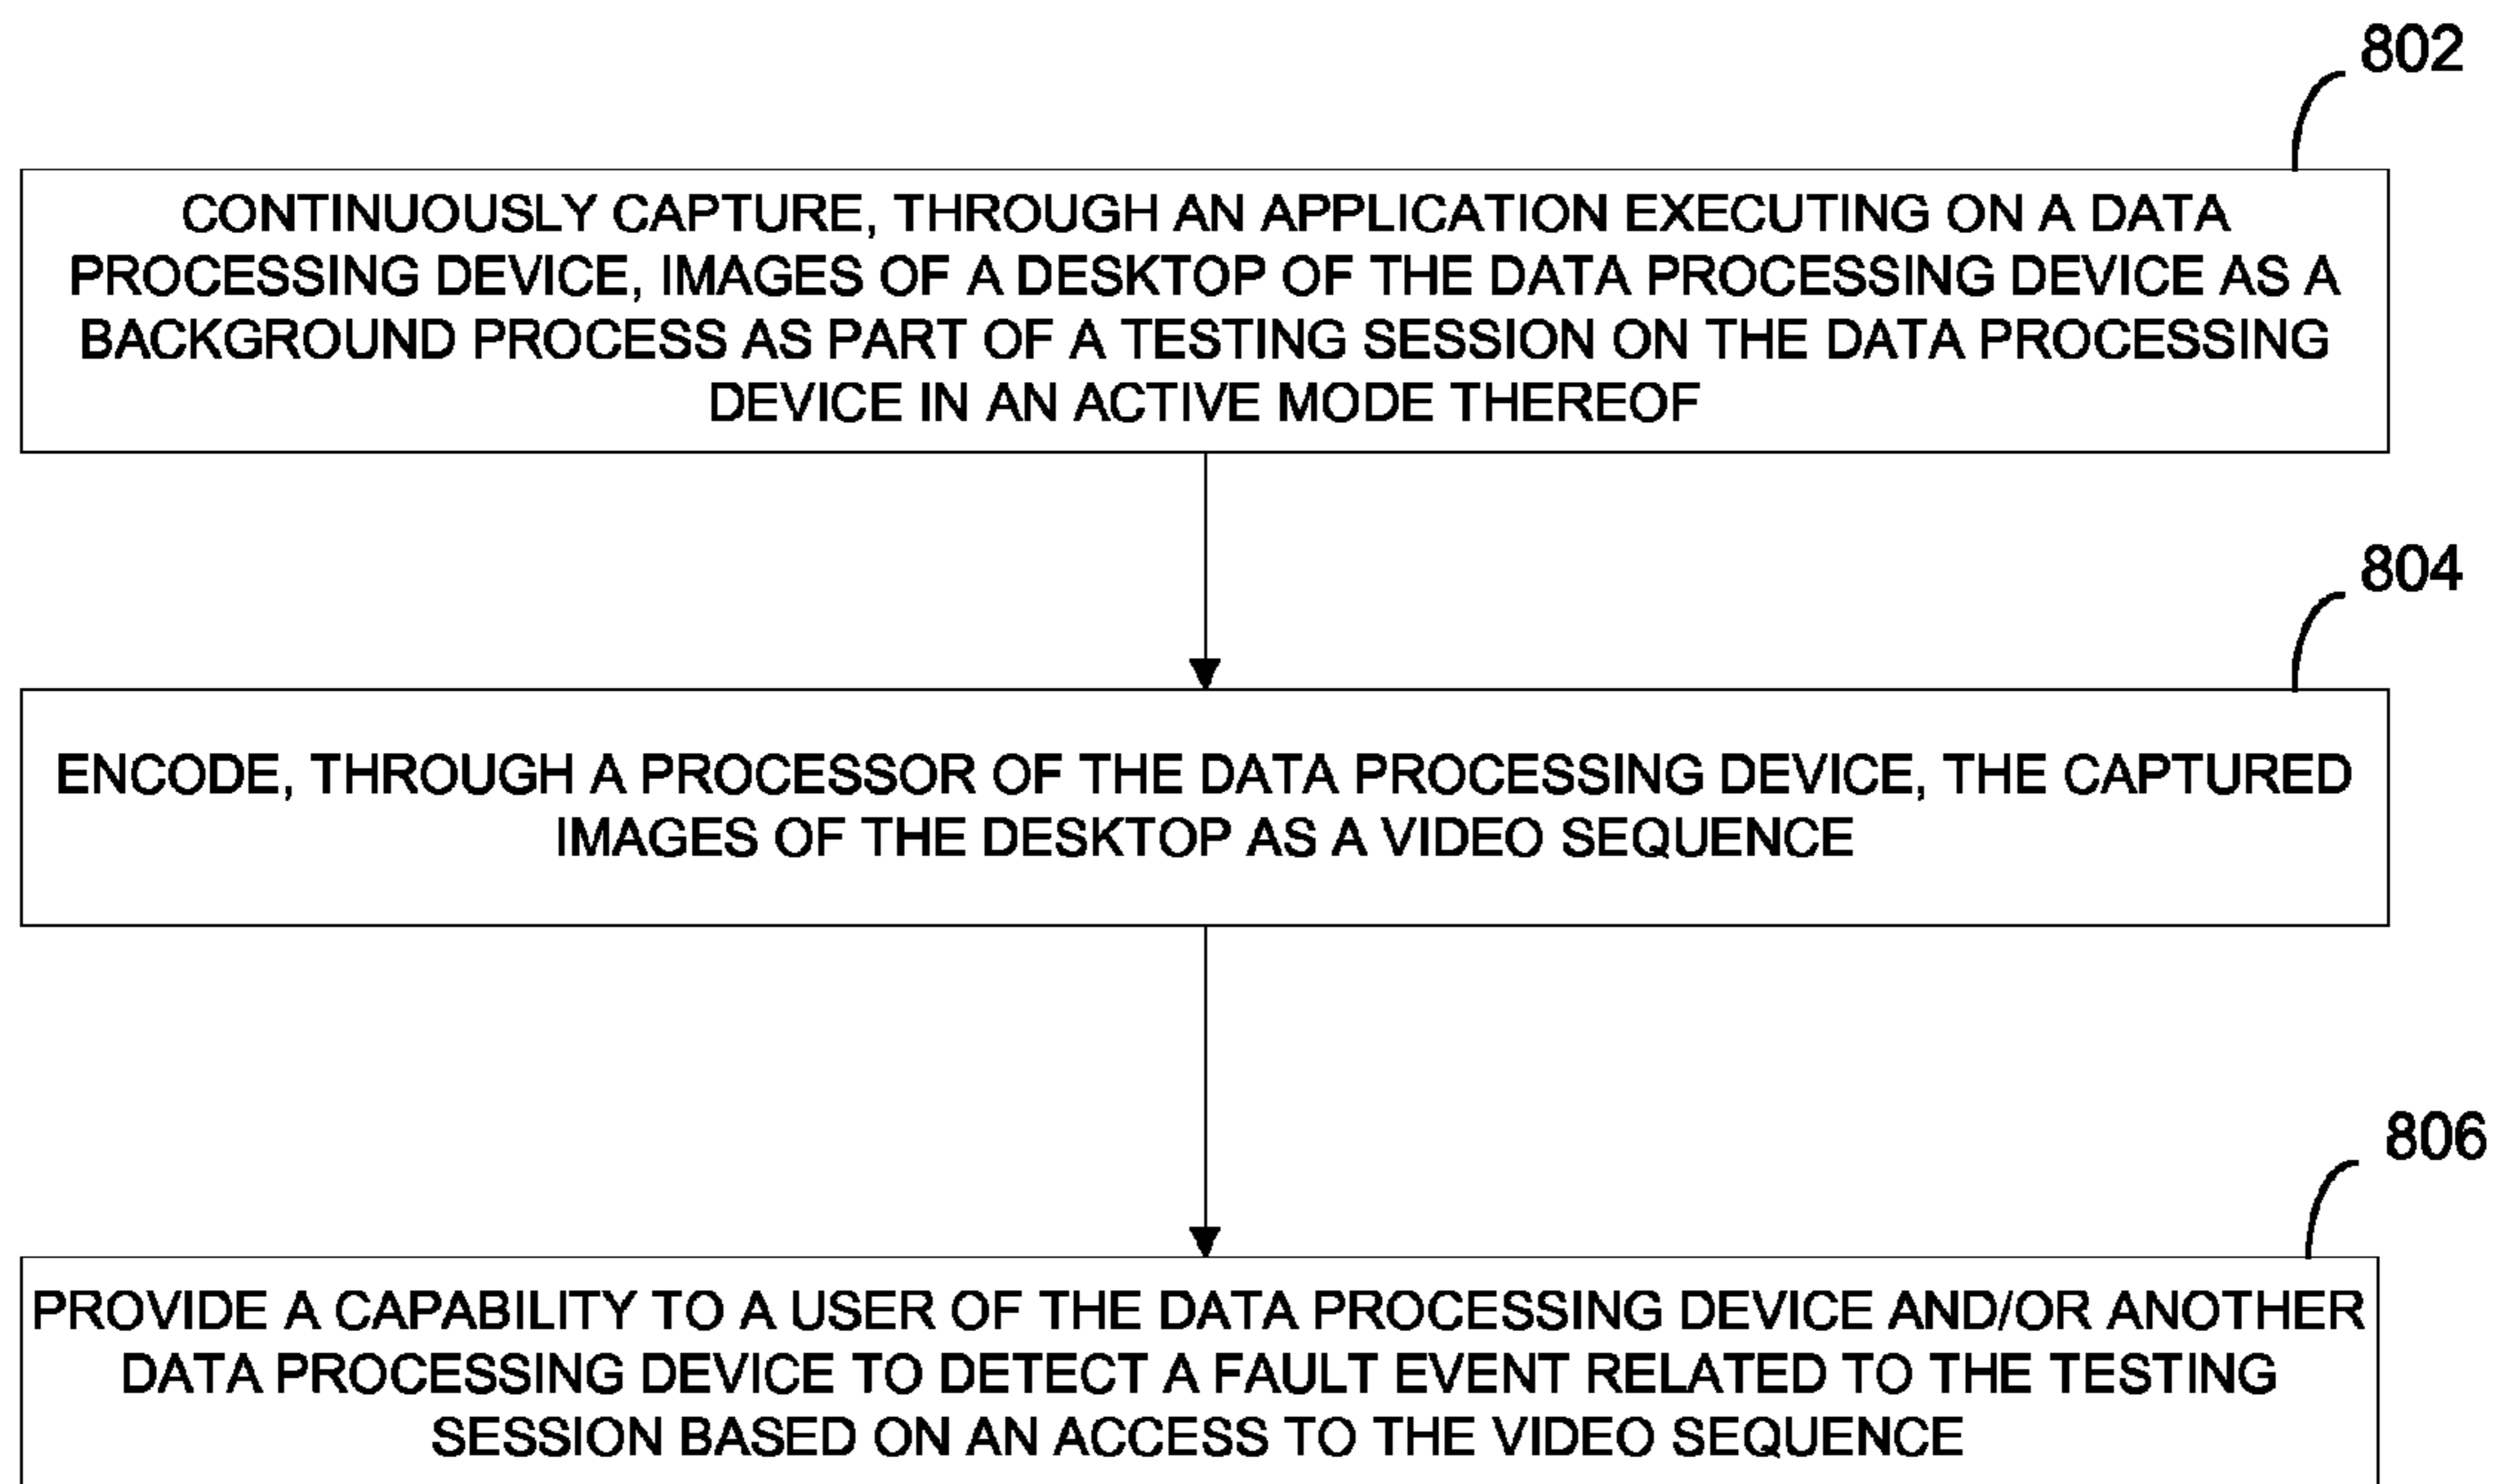 802
CONTINUOUSLY CAPTURE, THROUGH AN APPLICATION EXECUTING ON A DATA
PROCESSING DEVICE, IMAGES OF A DESKTOP OF THE DATA PROCESSING DEVICE AS A
BACKGROUND PROCESS AS PART OF A TESTING SESSION ON THE DATA PROCESSING
DEVICE IN AN ACTIVE MODE THEREOF
804
ENCODE, THROUGH A PROCESSOR OF THE DATA PROCESSING DEVICE, THE CAPTURED
IMAGES OF THE DESKTOP AS A VIDEO SEQUENCE
806
PROVIDE A CAPABILITY TO A USER OF THE DATA PROCESSING DEVICE AND/OR ANOTHER
DATA PROCESSING DEVICE TO DETECT A FAULT EVENT RELATED TO THE TESTING
SESSION BASED ON AN ACCESS TO THE VIDEO SEQUENCE